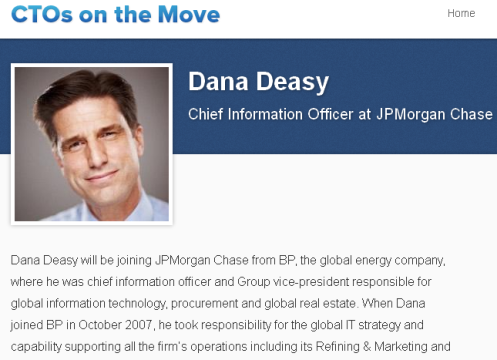 CTOs on the Move
Home
Dana Deasy
Chief Information Officer at JPMorgan Chase
Dana Deasy will be joining JPMorgan Chase from BP, the global energy company,
where he was chief information officer and Group vice-president responsible for
global information technology, procurement and global real estate. When Dana
joined BP in October 2007, he took responsibility for the global IT strategy and
capability supporting all the firm's operations including its Refining & Marketing and